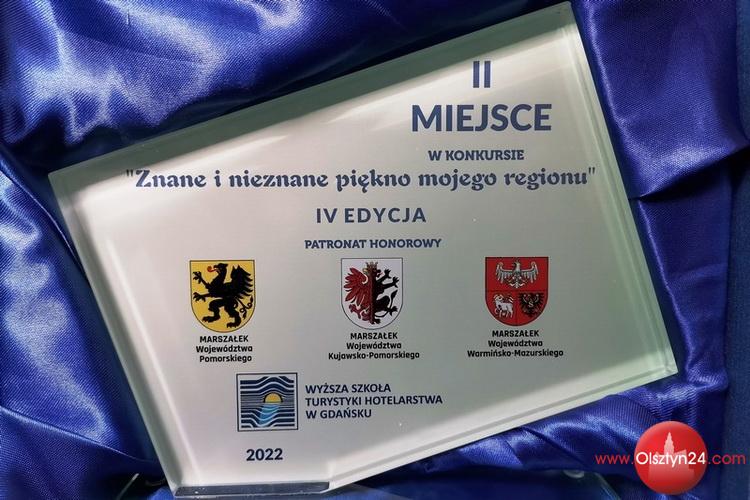 II
MIEJSCE
W KONKURSIE
"Znane i nieznane piękno mojego regionu"
IV EDYCJA
PATRONAT HONOROWY
MARSZAŁEK
Województwa
Pomorskiego
MARSZAŁEK
Województwa
Kujawsko-Pomorskiego
MARSZAŁEK
Województwa
Warmińsko-Mazurskiego
WYŻSZA SZKOŁA
TURYSTYKI HOTELARSTWA
W GDAŃSKU
2022
www.Olsztyn24.com